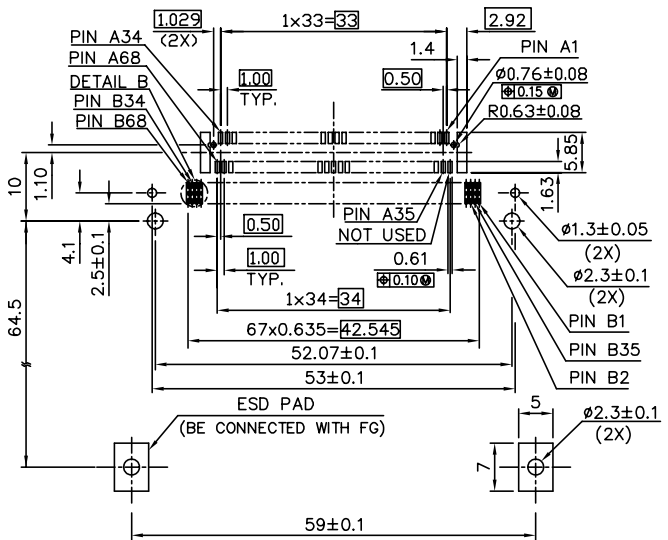 1.029
(2X)
1x33=33
2.92
PIN A34
1.4
PIN A1
PIN A68
ø0.76±0.08
DETAIL B
1.00
TYP.
0.50
⌖ 0.15 Ⓜ
PIN B34
R0.63±0.08
PIN B68
10
1.10
5.85
1.63
4.1
2.5±0.1
0.50
PIN A35
NOT USED
ø1.3±0.05
(2X)
1.00
TYP.
0.61
⌖ 0.10 Ⓜ
ø2.3±0.1
(2X)
64.5
1x34=34
PIN B1
67x0.635=42.545
PIN B35
52.07±0.1
PIN B2
53±0.1
ESD PAD
(BE CONNECTED WITH FG)
5
ø2.3±0.1
(2X)
7
59±0.1